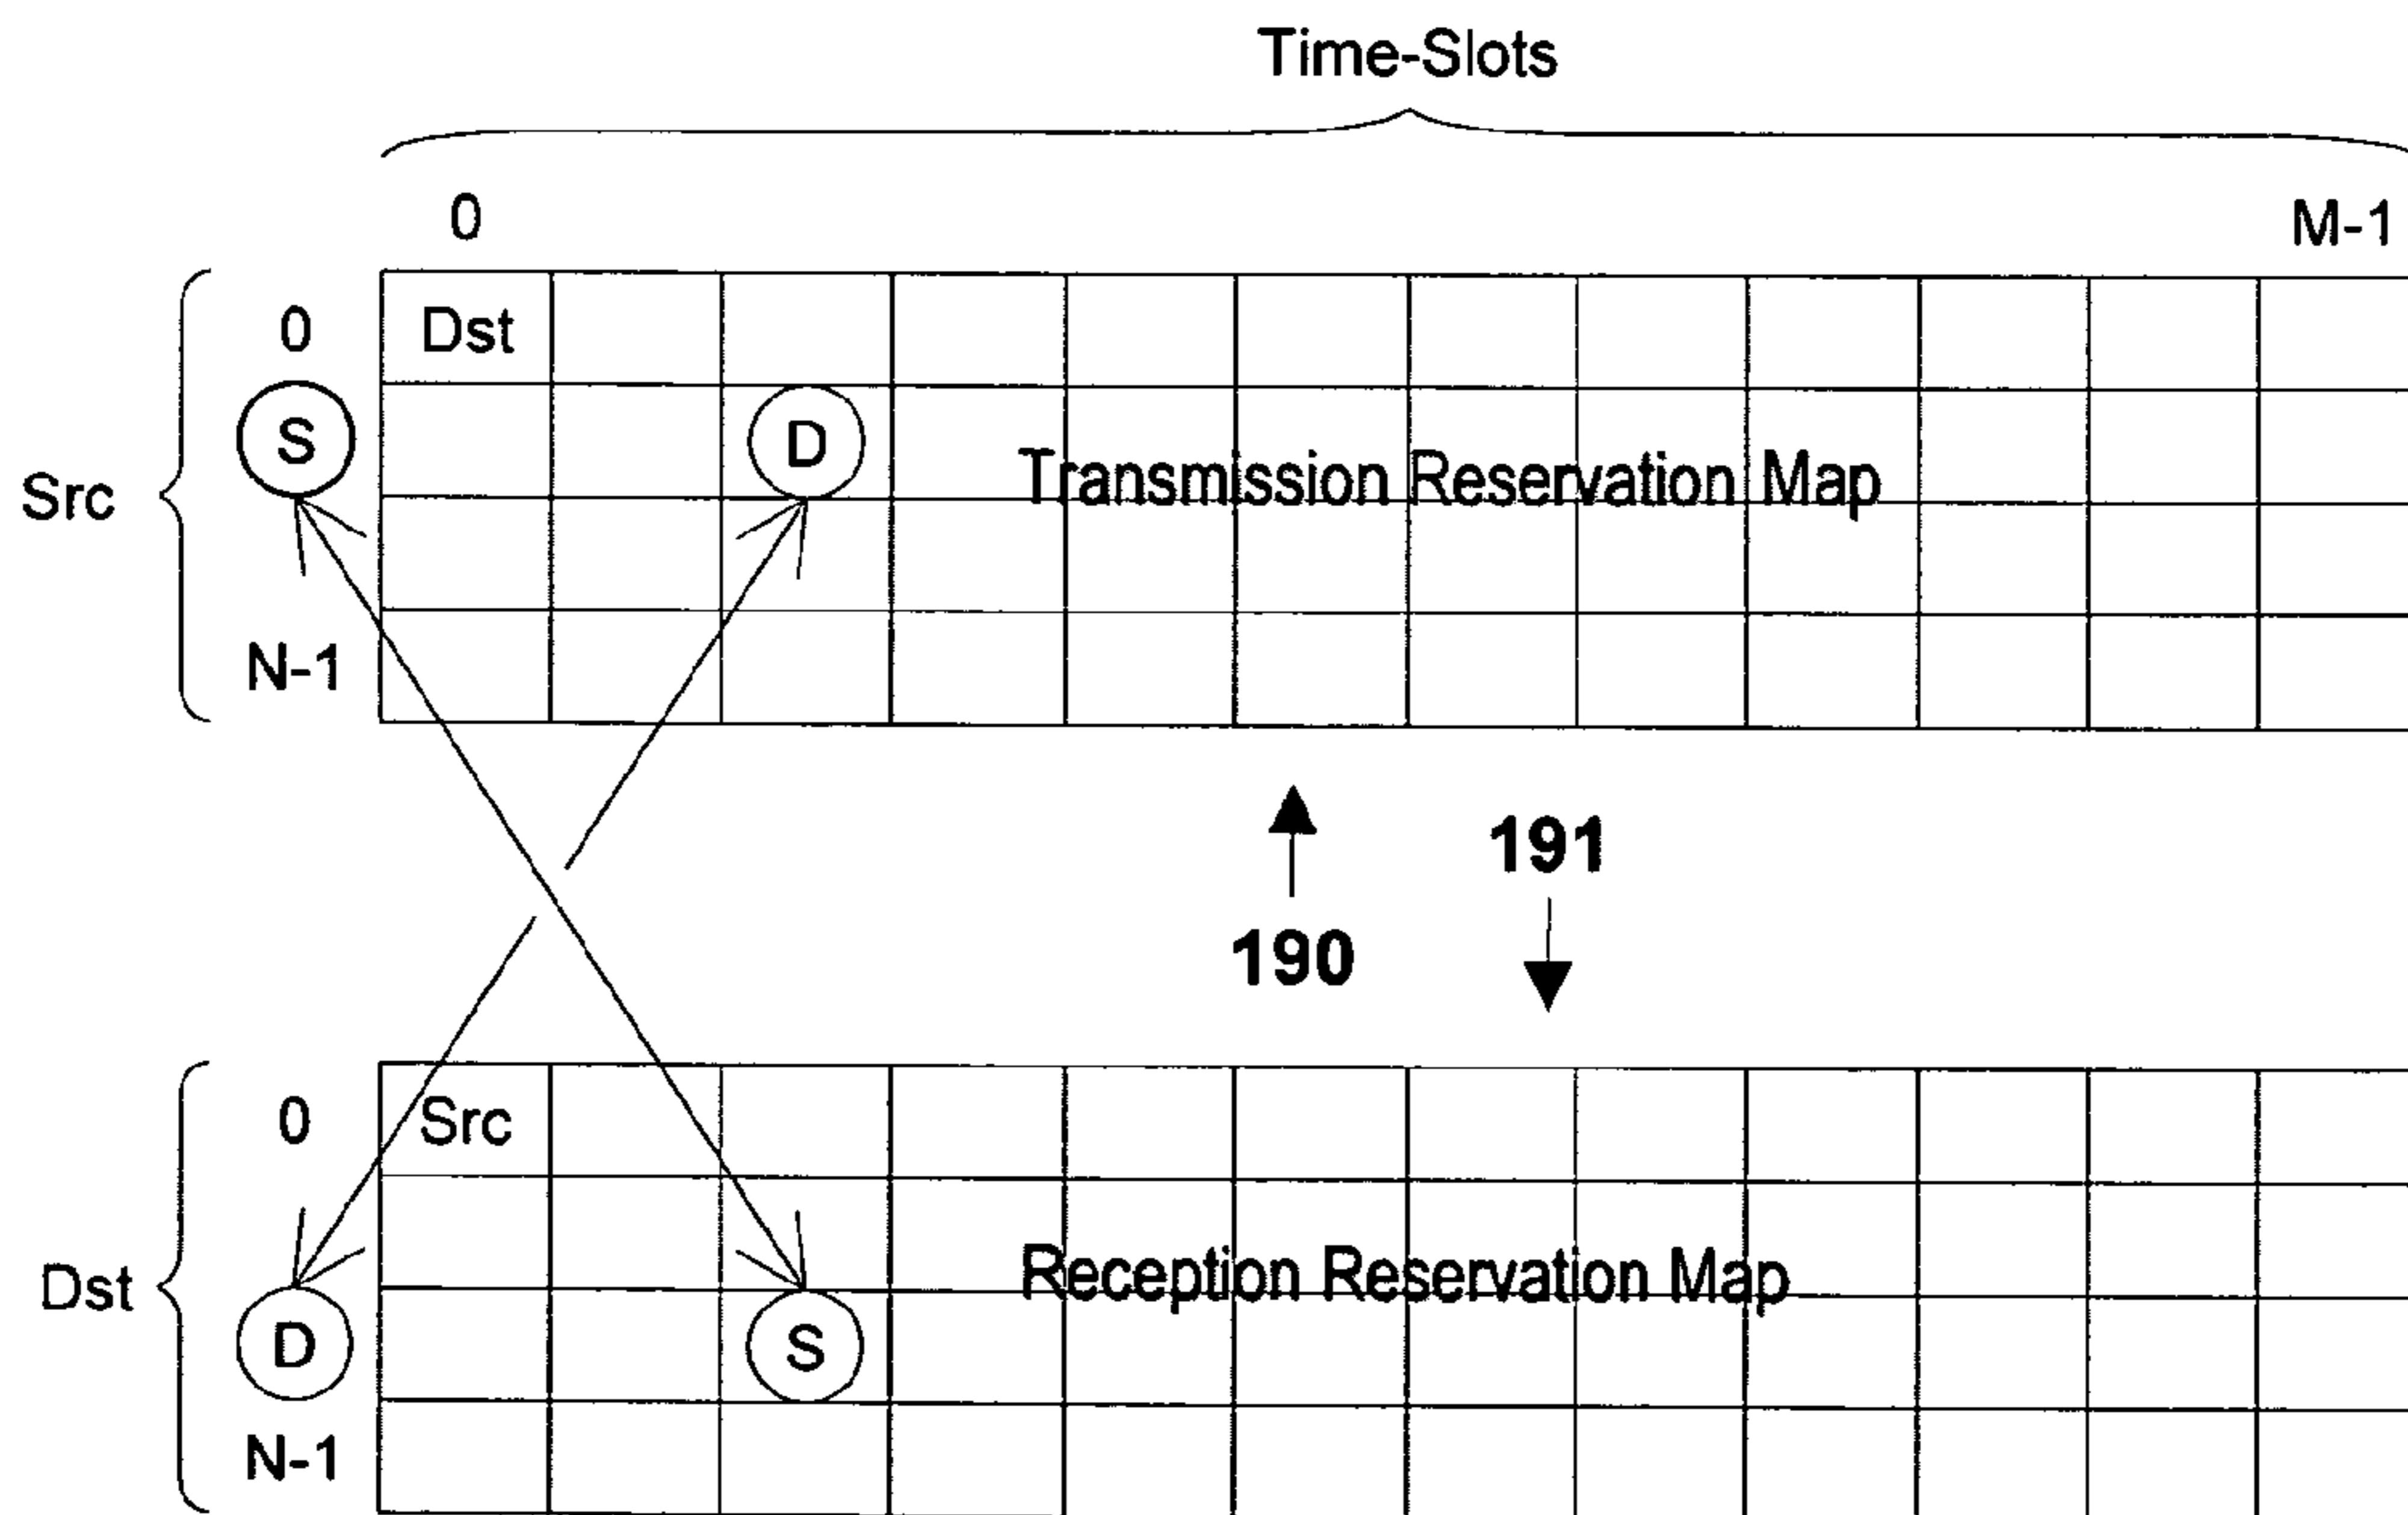 Time-Slots
0 M-1
0 Dst
S D
Transmission Reservation Map
Src
N-1
191
190
0 Src
Reception Reservation Map
Dst
D S
N-1